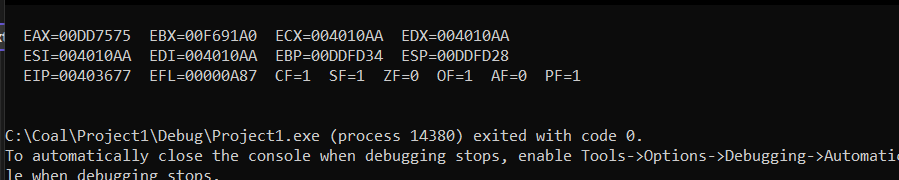 EAX=00DD7575  EBX=00F691A0  ECX=004010AA  EDX=004010AA
ESI=004010AA  EDI=004010AA  EBP=00DDFD34  ESP=00DDFD28
EIP=00403677  EFL=00000A87  CF=1  SF=1  ZF=0  OF=1  AF=0  PF=1
C:\Coal\Project1\Debug\Project1.exe (process 14380) exited with code 0.
To automatically close the console when debugging stops, enable Tools->Options->Debugging->Automatic
le when debugging stops.